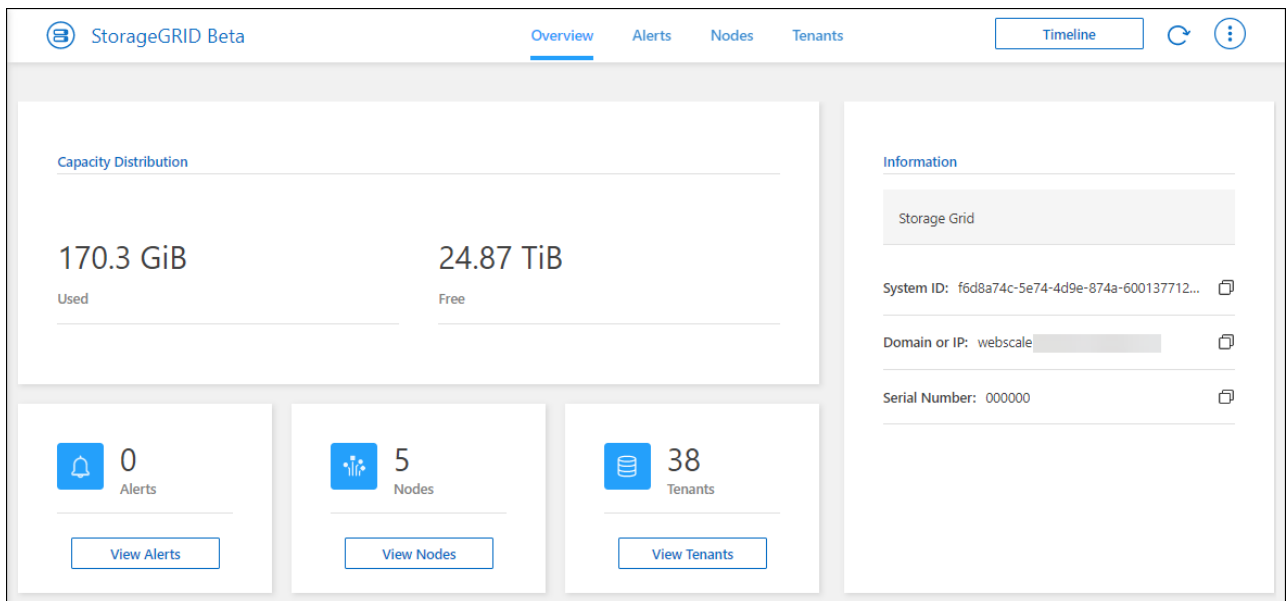 StorageGRID Beta
Overview
Alerts
Nodes
Tenants
Timeline
Capacity Distribution
170.3 GiB
Used
24.87 TiB
Free
0
Alerts
View Alerts
5
Nodes
View Nodes
38
Tenants
View Tenants
Information
Storage Grid
System ID: f6d8a74c-5e74-4d9e-874a-600137712...
Domain or IP: webscale
Serial Number: 000000